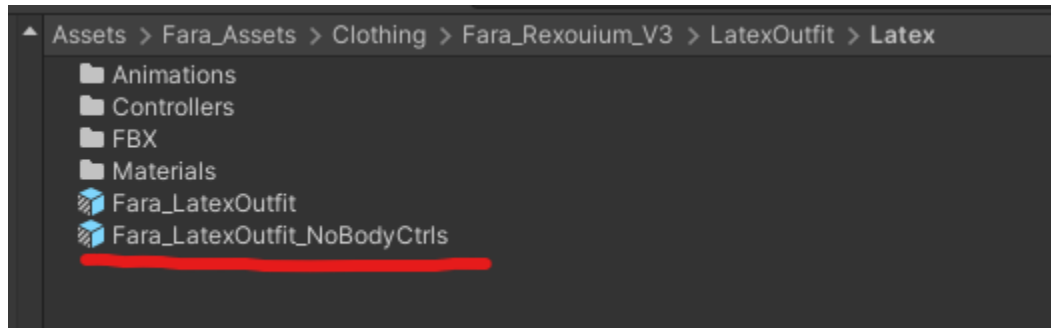 Assets > Fara_Assets > Clothing > Fara_Rexouium_V3 > LatexOutfit > Latex
Animations
Controllers
FBX
Materials
Fara_LatexOutfit
Fara_LatexOutfit_NoBodyCtrls